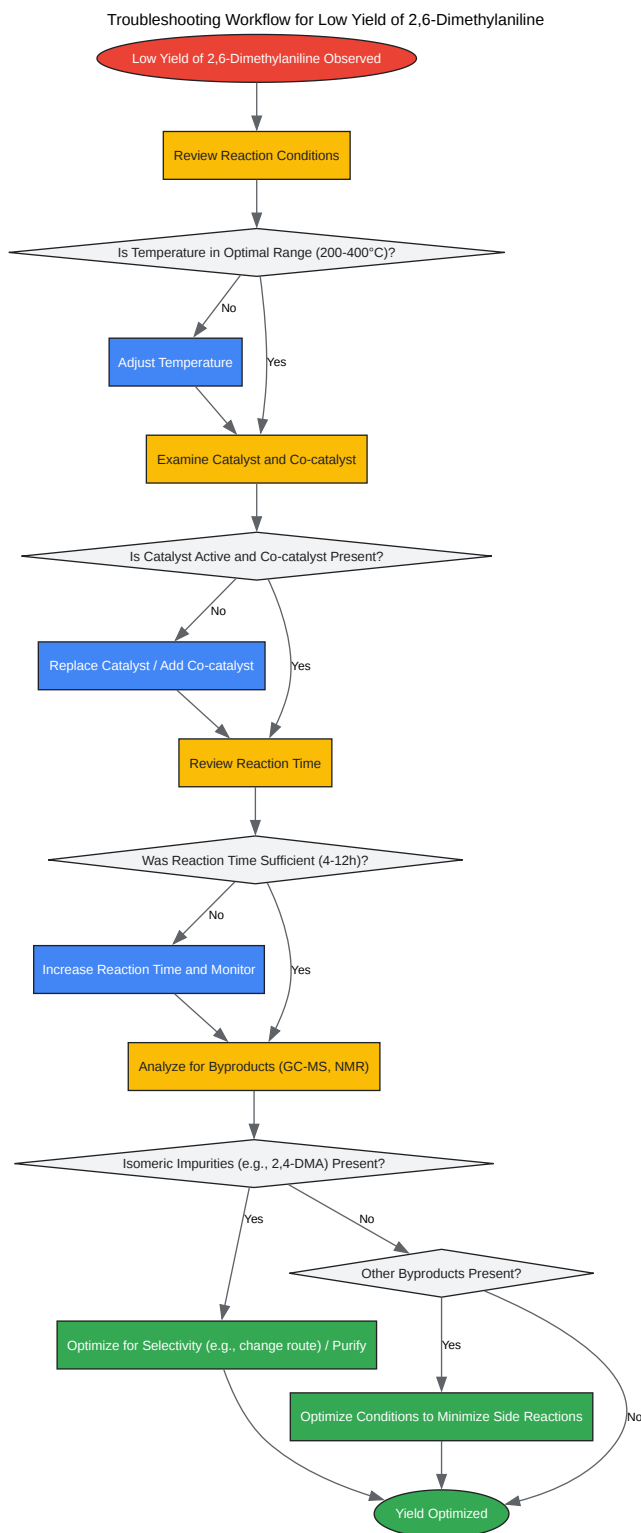 Troubleshooting Workflow for Low Yield of 2,6-Dimethylaniline
Low Yield of 2,6-Dimethylaniline Observed
Review Reaction Conditions
Is Temperature in Optimal Range (200-400°C)?
No
Adjust Temperature
Yes
Examine Catalyst and Co-catalyst
Is Catalyst Active and Co-catalyst Present?
No
Replace Catalyst / Add Co-catalyst
Yes
Review Reaction Time
Was Reaction Time Sufficient (4-12h)?
No
Increase Reaction Time and Monitor
Yes
Analyze for Byproducts (GC-MS, NMR)
Isomeric Impurities (e.g., 2,4-DMA) Present?
Yes
No
Other Byproducts Present?
Optimize for Selectivity (e.g., change route) / Purify
Yes
Optimize Conditions to Minimize Side Reactions
No
Yield Optimized